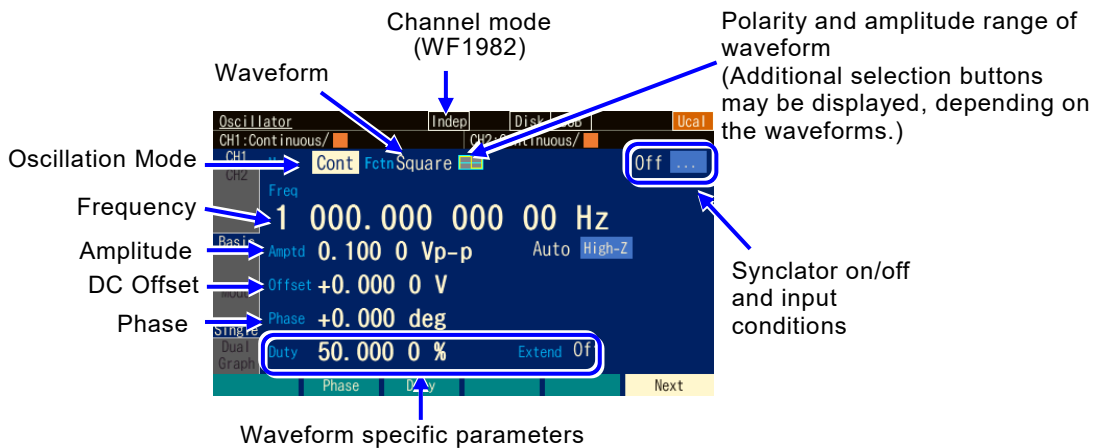 Channel mode
(WF1982)
Polarity and amplitude range of
waveform
(Additional selection buttons
may be displayed, depending on
the waveforms.)
Waveform
Oscillator
Indep
Disk
Ucal
CH1:Continuous/
CH1
CH2
Oscillation Mode
Cont Fctn Square
Off ...
Freq
Frequency
1 000.000 000 00 Hz
Basic
Amplitude
Amptd 0.100 0 Vp-p
Auto High-Z
DC Offset
Offset +0.000 0 V
Phase
Phase +0.000 deg
Synclator on/off
and input
conditions
Single
Dual
Graph
Duty 50.000 0 %
Extend
Phase
Next
Waveform specific parameters